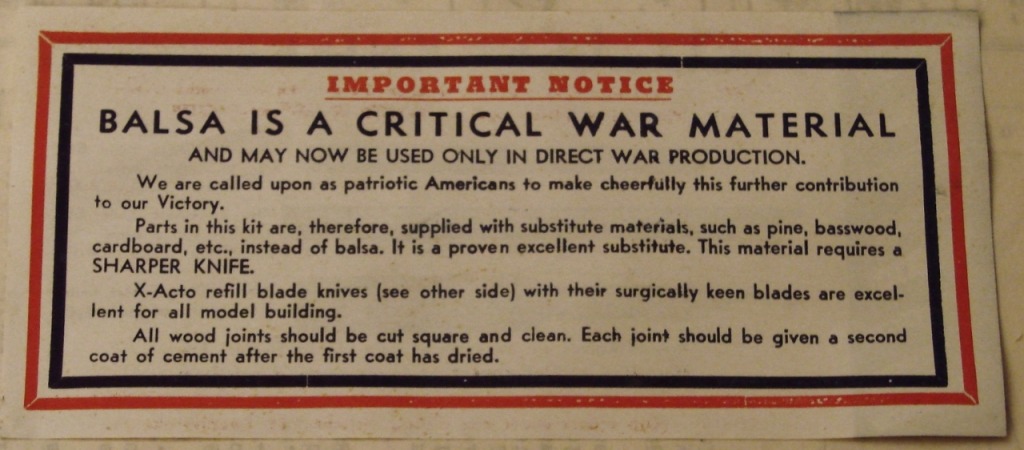 IMPORTANT NOTICE
BALSA IS A CRITICAL WAR MATERIAL
AND MAY NOW BE USED ONLY IN DIRECT WAR PRODUCTION.
We are called upon as patriotic Americans to make cheerfully this further contribution
to our Victory.
Parts in this kit are, therefore, supplied with substitute materials, such as pine, basswood,
cardboard, etc., instead of balsa. It is a proven excellent substitute. This material requires a
SHARPER KNIFE.
X-Acto refill blade knives (see other side) with their surgically keen blades are excel-
lent for all model building.
All wood joints should be cut square and clean. Each joint should be given a second
coat of cement after the first coat has dried.